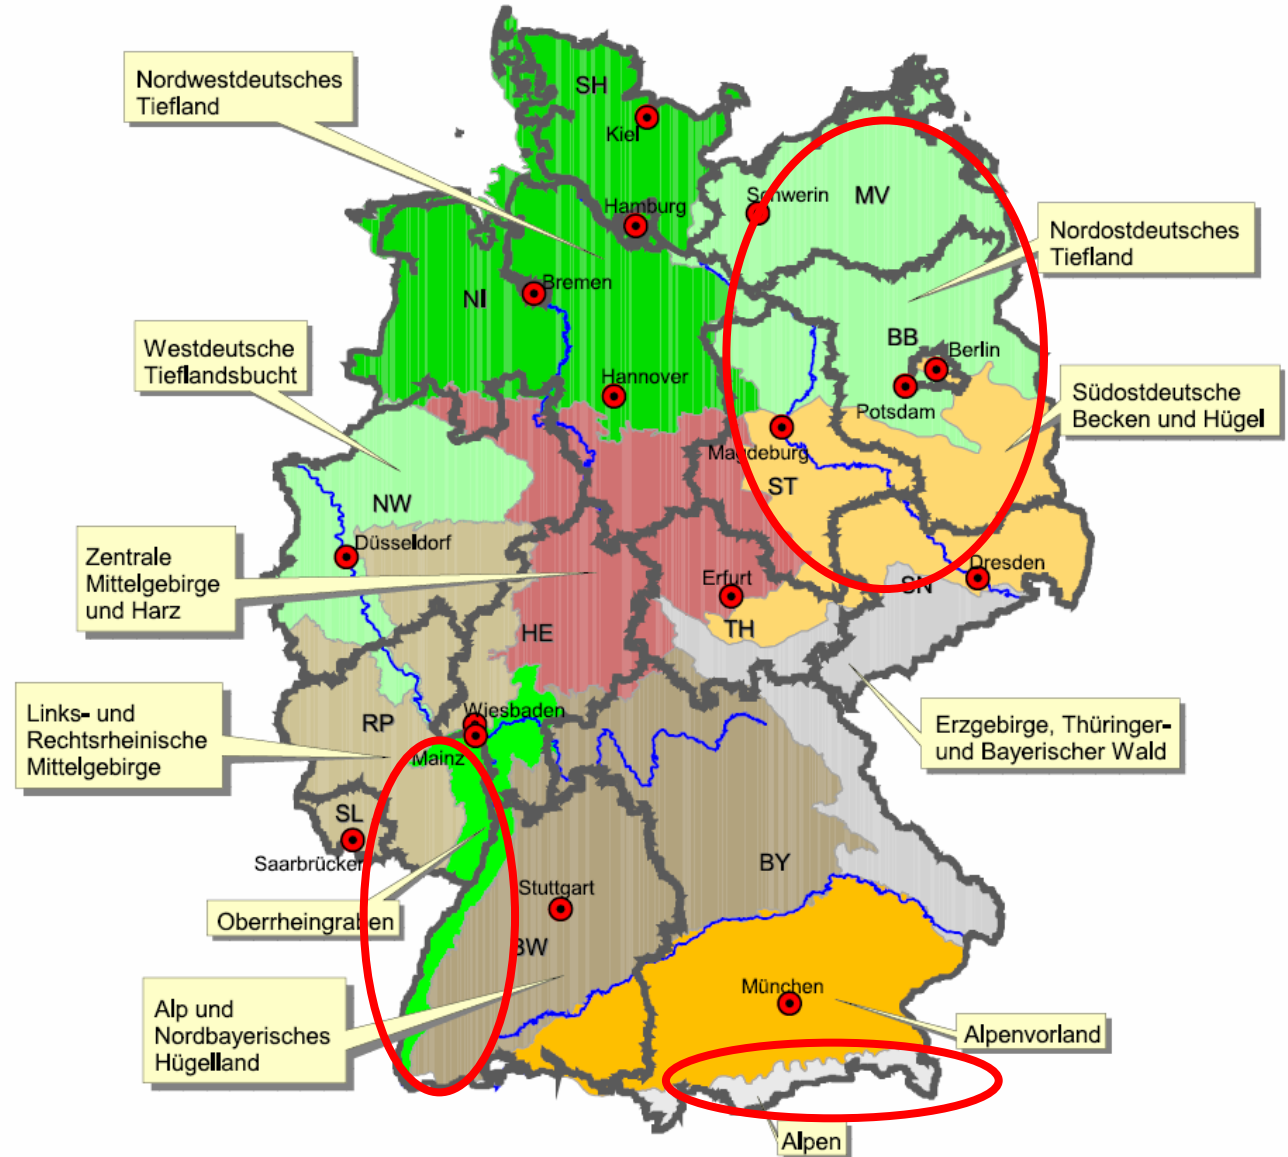 Nordwestdeutsches
Tiefland
SH
Kiel
Schwerin
MV
Hamburg
Nordostdeutsches
Tiefland
NI
Bremen
Westdeutsche
Tieflandsbucht
BB
Berlin
Hannover
Potsdam
Südostdeutsche
Becken und Hügel
Magdeburg
ST
NW
Düsseldorf
Zentrale
Mittelgebirge
und Harz
Erfurt
Dresden
SN
HE
TH
Links- und
Rechtsrheinische
Mittelgebirge
RP
Wiesbaden
Mainz
Erzgebirge, Thüringer-
und Bayerischer Wald
SL
Saarbrücken
BY
Stuttgart
Oberrheingraben
BW
München
Alp und
Nordbayerisches
Hügelland
Alpenvorland
Alpen